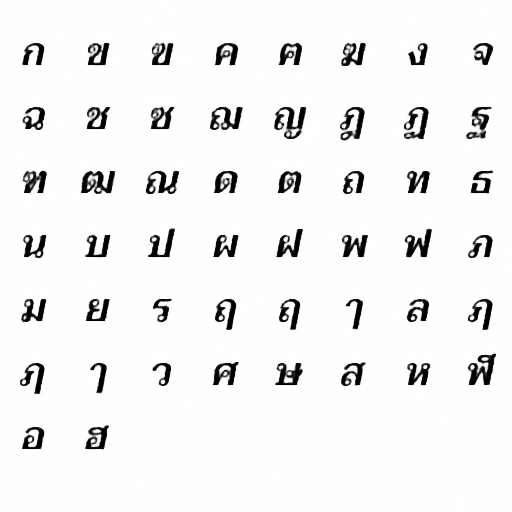 ก ข ฃ ค ฅ ฆ ง จ
ฉ ช ซ ฌ ญ ฎ ฏ ฐ
ฑ ฒ ณ ด ต ถ ท ธ
น บ ป ผ ฝ พ ฟ ภ
ม ย ร ฤ ฤ ๅ ล ฦ
ฦ ๅ ว ศ ษ ส ห ฬ
อ ฮ